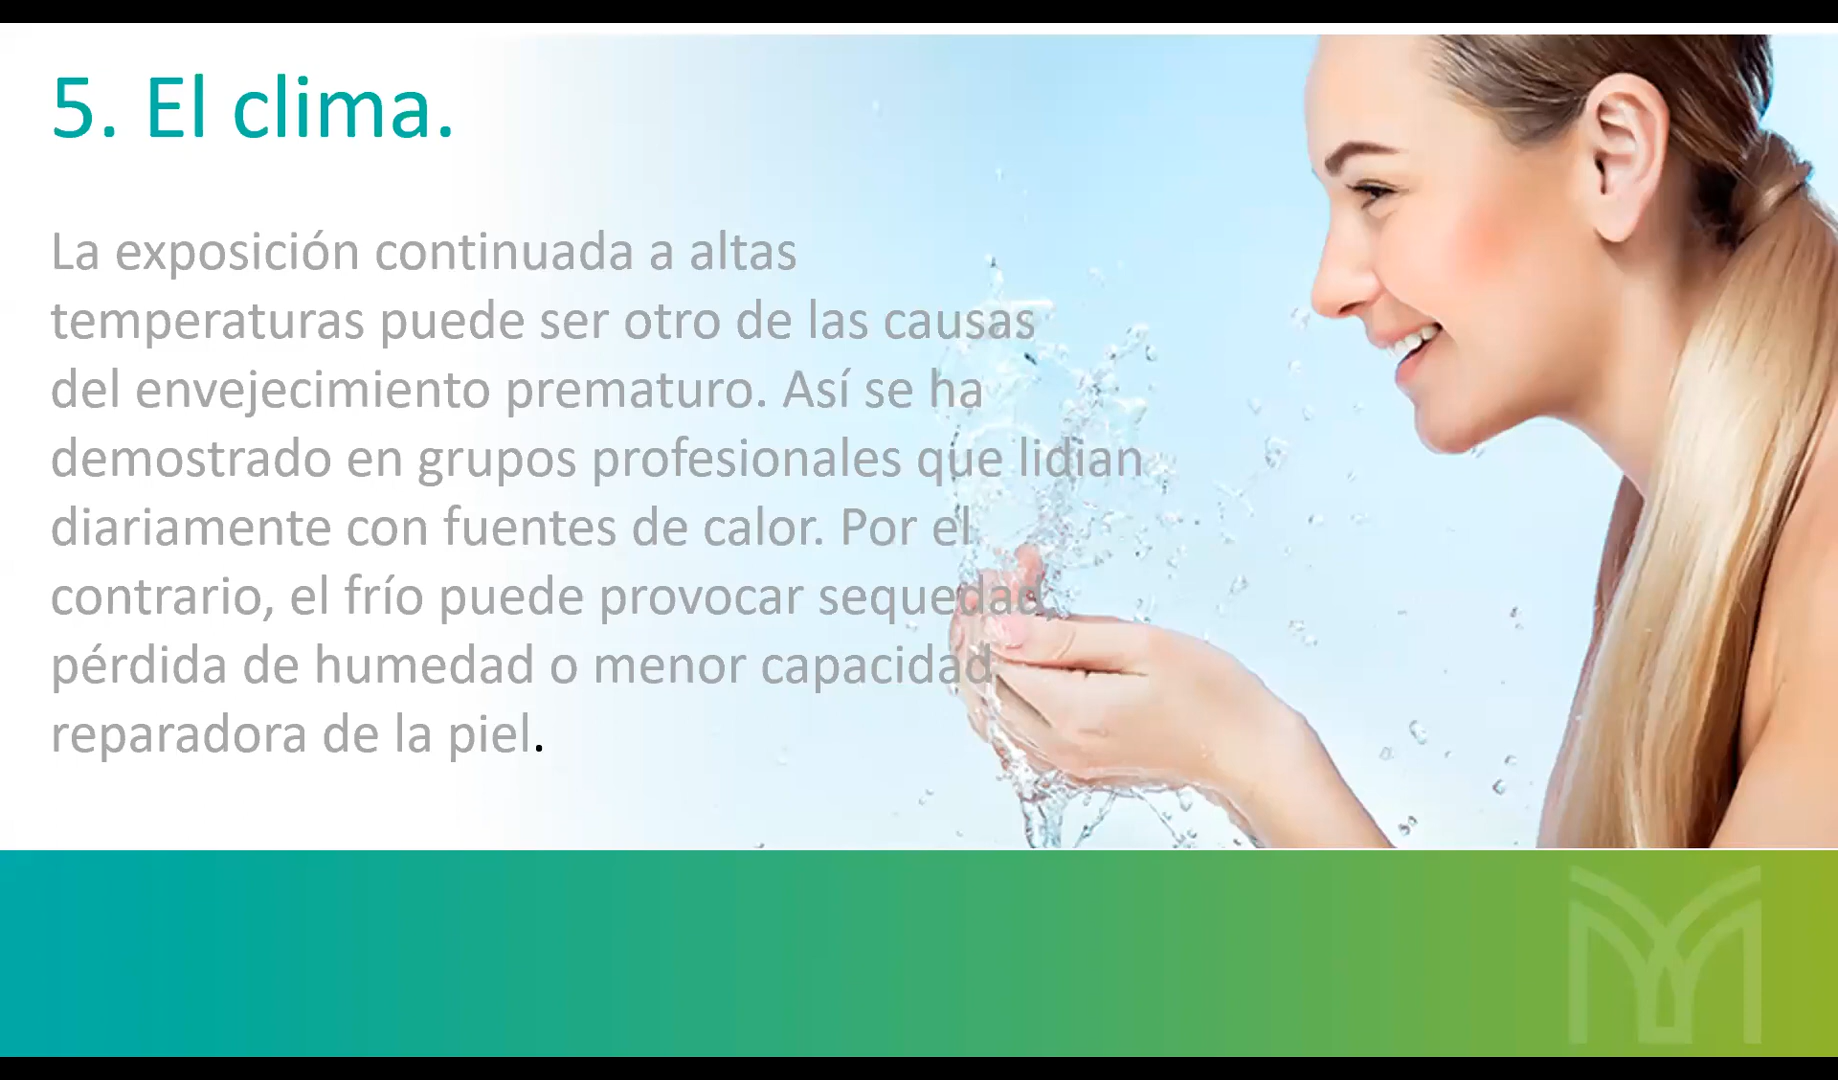 5. El clima.
La exposición continuada a altas
temperaturas puede ser otro de las causas
del envejecimiento prematuro. Así se ha
demostrado en grupos profesionales que lidian
diariamente con fuentes de calor. Por el
contrario, el frío puede provocar sequedad,
pérdida de humedad o menor capacidad
reparadora de la piel.